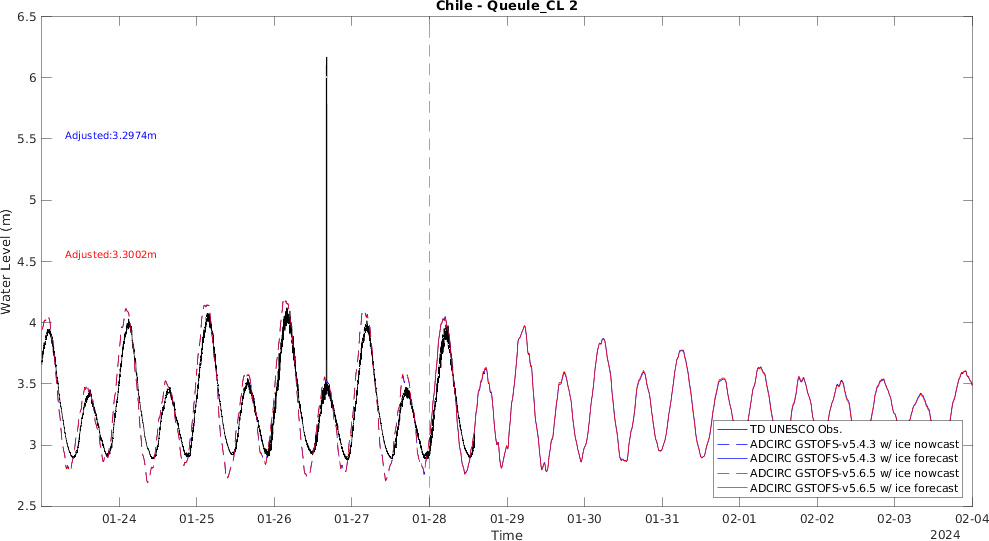 Chile - Queule_CL 2
6.5
6
5.5
5
4.5
4
3.5
3
2.5
Water Level (m)
Adjusted:3.2974m
Adjusted:3.3002m
TD UNESCO Obs.
ADCIRC GSTOFS-v5.4.3 w/ ice nowcast
ADCIRC GSTOFS-v5.4.3 w/ ice forecast
ADCIRC GSTOFS-v5.6.5 w/ ice nowcast
ADCIRC GSTOFS-v5.6.5 w/ ice forecast
01-24 01-25 01-26 01-27 01-28 01-29 01-30 01-31 02-01 02-02 02-03 02-04
Time
2024